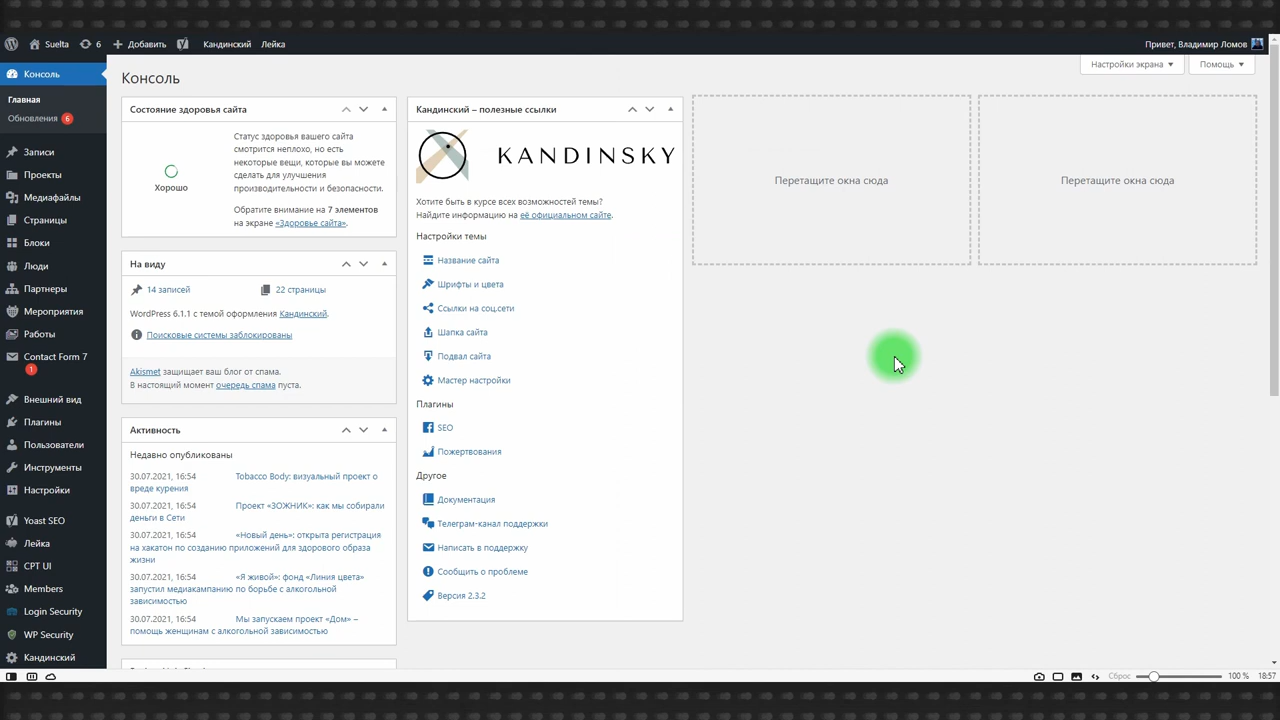 Suelta
6
Добавить
Кандинский
Лейка
Привет, Владимир Ломов
Консоль
Главная
Обновления 6
Записи
Проекты
Медиафайлы
Страницы
Блоки
Люди
Партнеры
Мероприятия
Работы
Contact Form 7
1
Внешний вид
Плагины
Пользователи
Инструменты
Настройки
Yoast SEO
Лейка
CPT UI
Members
Login Security
WP Security
Кандинский
Консоль
Настройки экрана
Помощь
Состояние здоровья сайта
Хорошо
Статус здоровья вашего сайта
смотрится неплохо, но есть
некоторые вещи, которые вы можете
сделать для улучшения
производительности и безопасности.
Обратите внимание на 7 элементов
на экране «Здоровье сайта».
На виду
14 записей
22 страницы
WordPress 6.1.1 с темой оформления Кандинский.
Поисковые системы заблокированы
Akismet защищает ваш блог от спама.
В настоящий момент очередь спама пуста.
Активность
Недавно опубликованы
30.07.2021, 16:54 Tobacco Body: визуальный проект о
вреде курения
30.07.2021, 16:54 Проект «ЗОЖНИК»: как мы собирали
деньги в Сети
30.07.2021, 16:54 «Новый день»: открыта регистрация
на хакатон по созданию приложений для здорового образа
жизни
30.07.2021, 16:54 «Я живой»: фонд «Линия цвета»
запустил медиакампанию по борьбе с алкогольной
зависимостью
30.07.2021, 16:54 Мы запускаем проект «Дом» –
помощь женщинам с алкогольной зависимостью
Кандинский – полезные ссылки
KANDINSKY
Хотите быть в курсе всех возможностей темы?
Найдите информацию на её официальном сайте.
Настройки темы
Название сайта
Шрифты и цвета
Ссылки на соц.сети
Шапка сайта
Подвал сайта
Мастер настройки
Плагины
SEO
Пожертвования
Другое
Документация
Телеграм-канал поддержки
Написать в поддержку
Сообщить о проблеме
Версия 2.3.2
Перетащите окна сюда
Перетащите окна сюда
Сброс
100 %
18:57